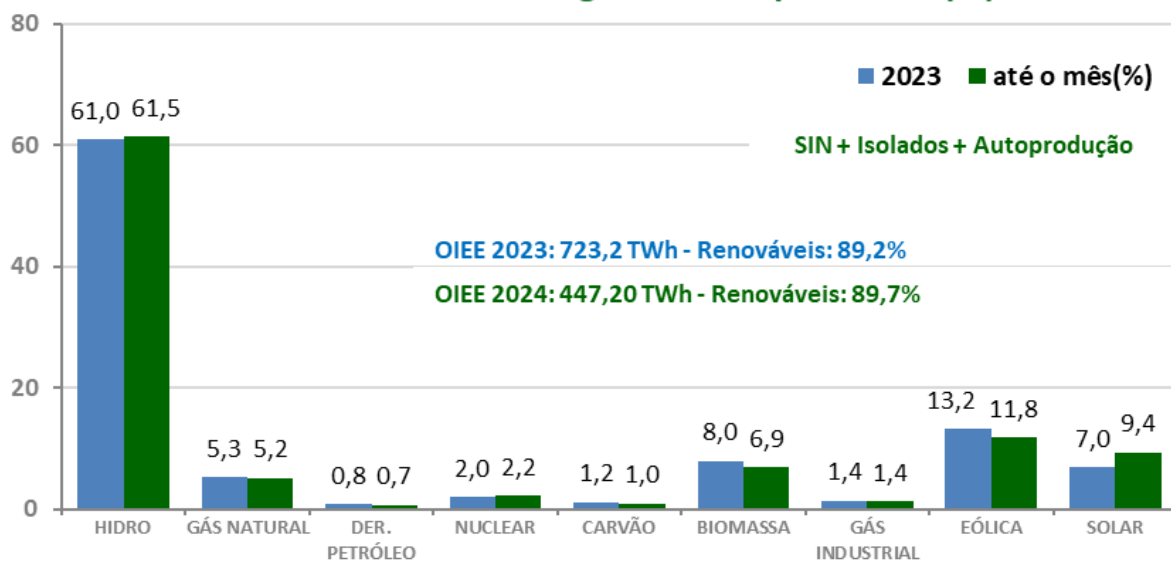 80
60
40
20
0
2023
até o mês(%)
SIN + Isolados + Autoprodução
OIEE 2023: 723,2 TWh - Renováveis: 89,2%
OIEE 2024: 447,20 TWh - Renováveis: 89,7%
61,0 61,5
5,3 5,2
0,8 0,7
2,0 2,2
1,2 1,0
8,0 6,9
1,4 1,4
13,2 11,8
7,0 9,4
HIDRO
GÁS NATURAL
DER.
PETRÓLEO
NUCLEAR
CARVÃO
BIOMASSA
GÁS
INDUSTRIAL
EÓLICA
SOLAR